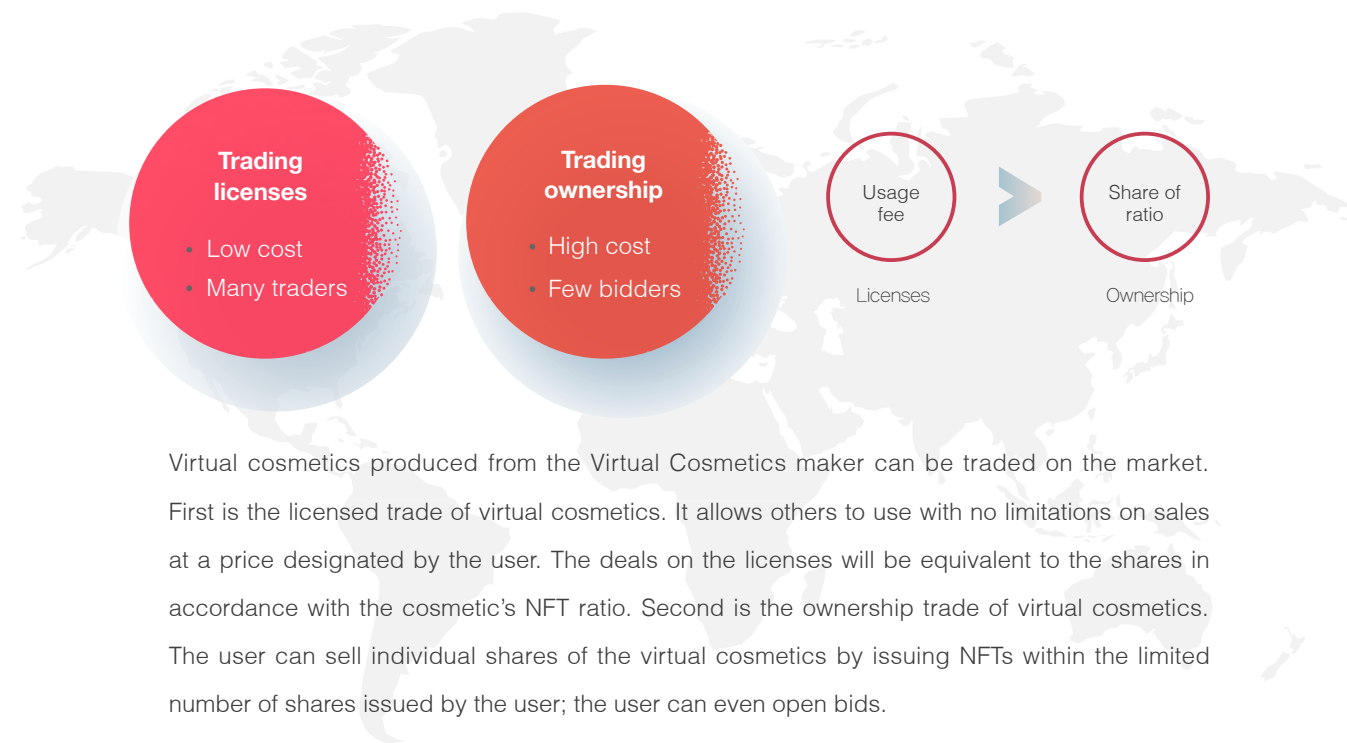 Trading
licenses
• Low cost
• Many traders
Trading
ownership
• High cost
• Few bidders
Usage
fee
Licenses
Share of
ratio
Ownership
Virtual cosmetics produced from the Virtual Cosmetics maker can be traded on the market.
First is the licensed trade of virtual cosmetics. It allows others to use with no limitations on sales
at a price designated by the user. The deals on the licenses will be equivalent to the shares in
accordance with the cosmetic’s NFT ratio. Second is the ownership trade of virtual cosmetics.
The user can sell individual shares of the virtual cosmetics by issuing NFTs within the limited
number of shares issued by the user; the user can even open bids.